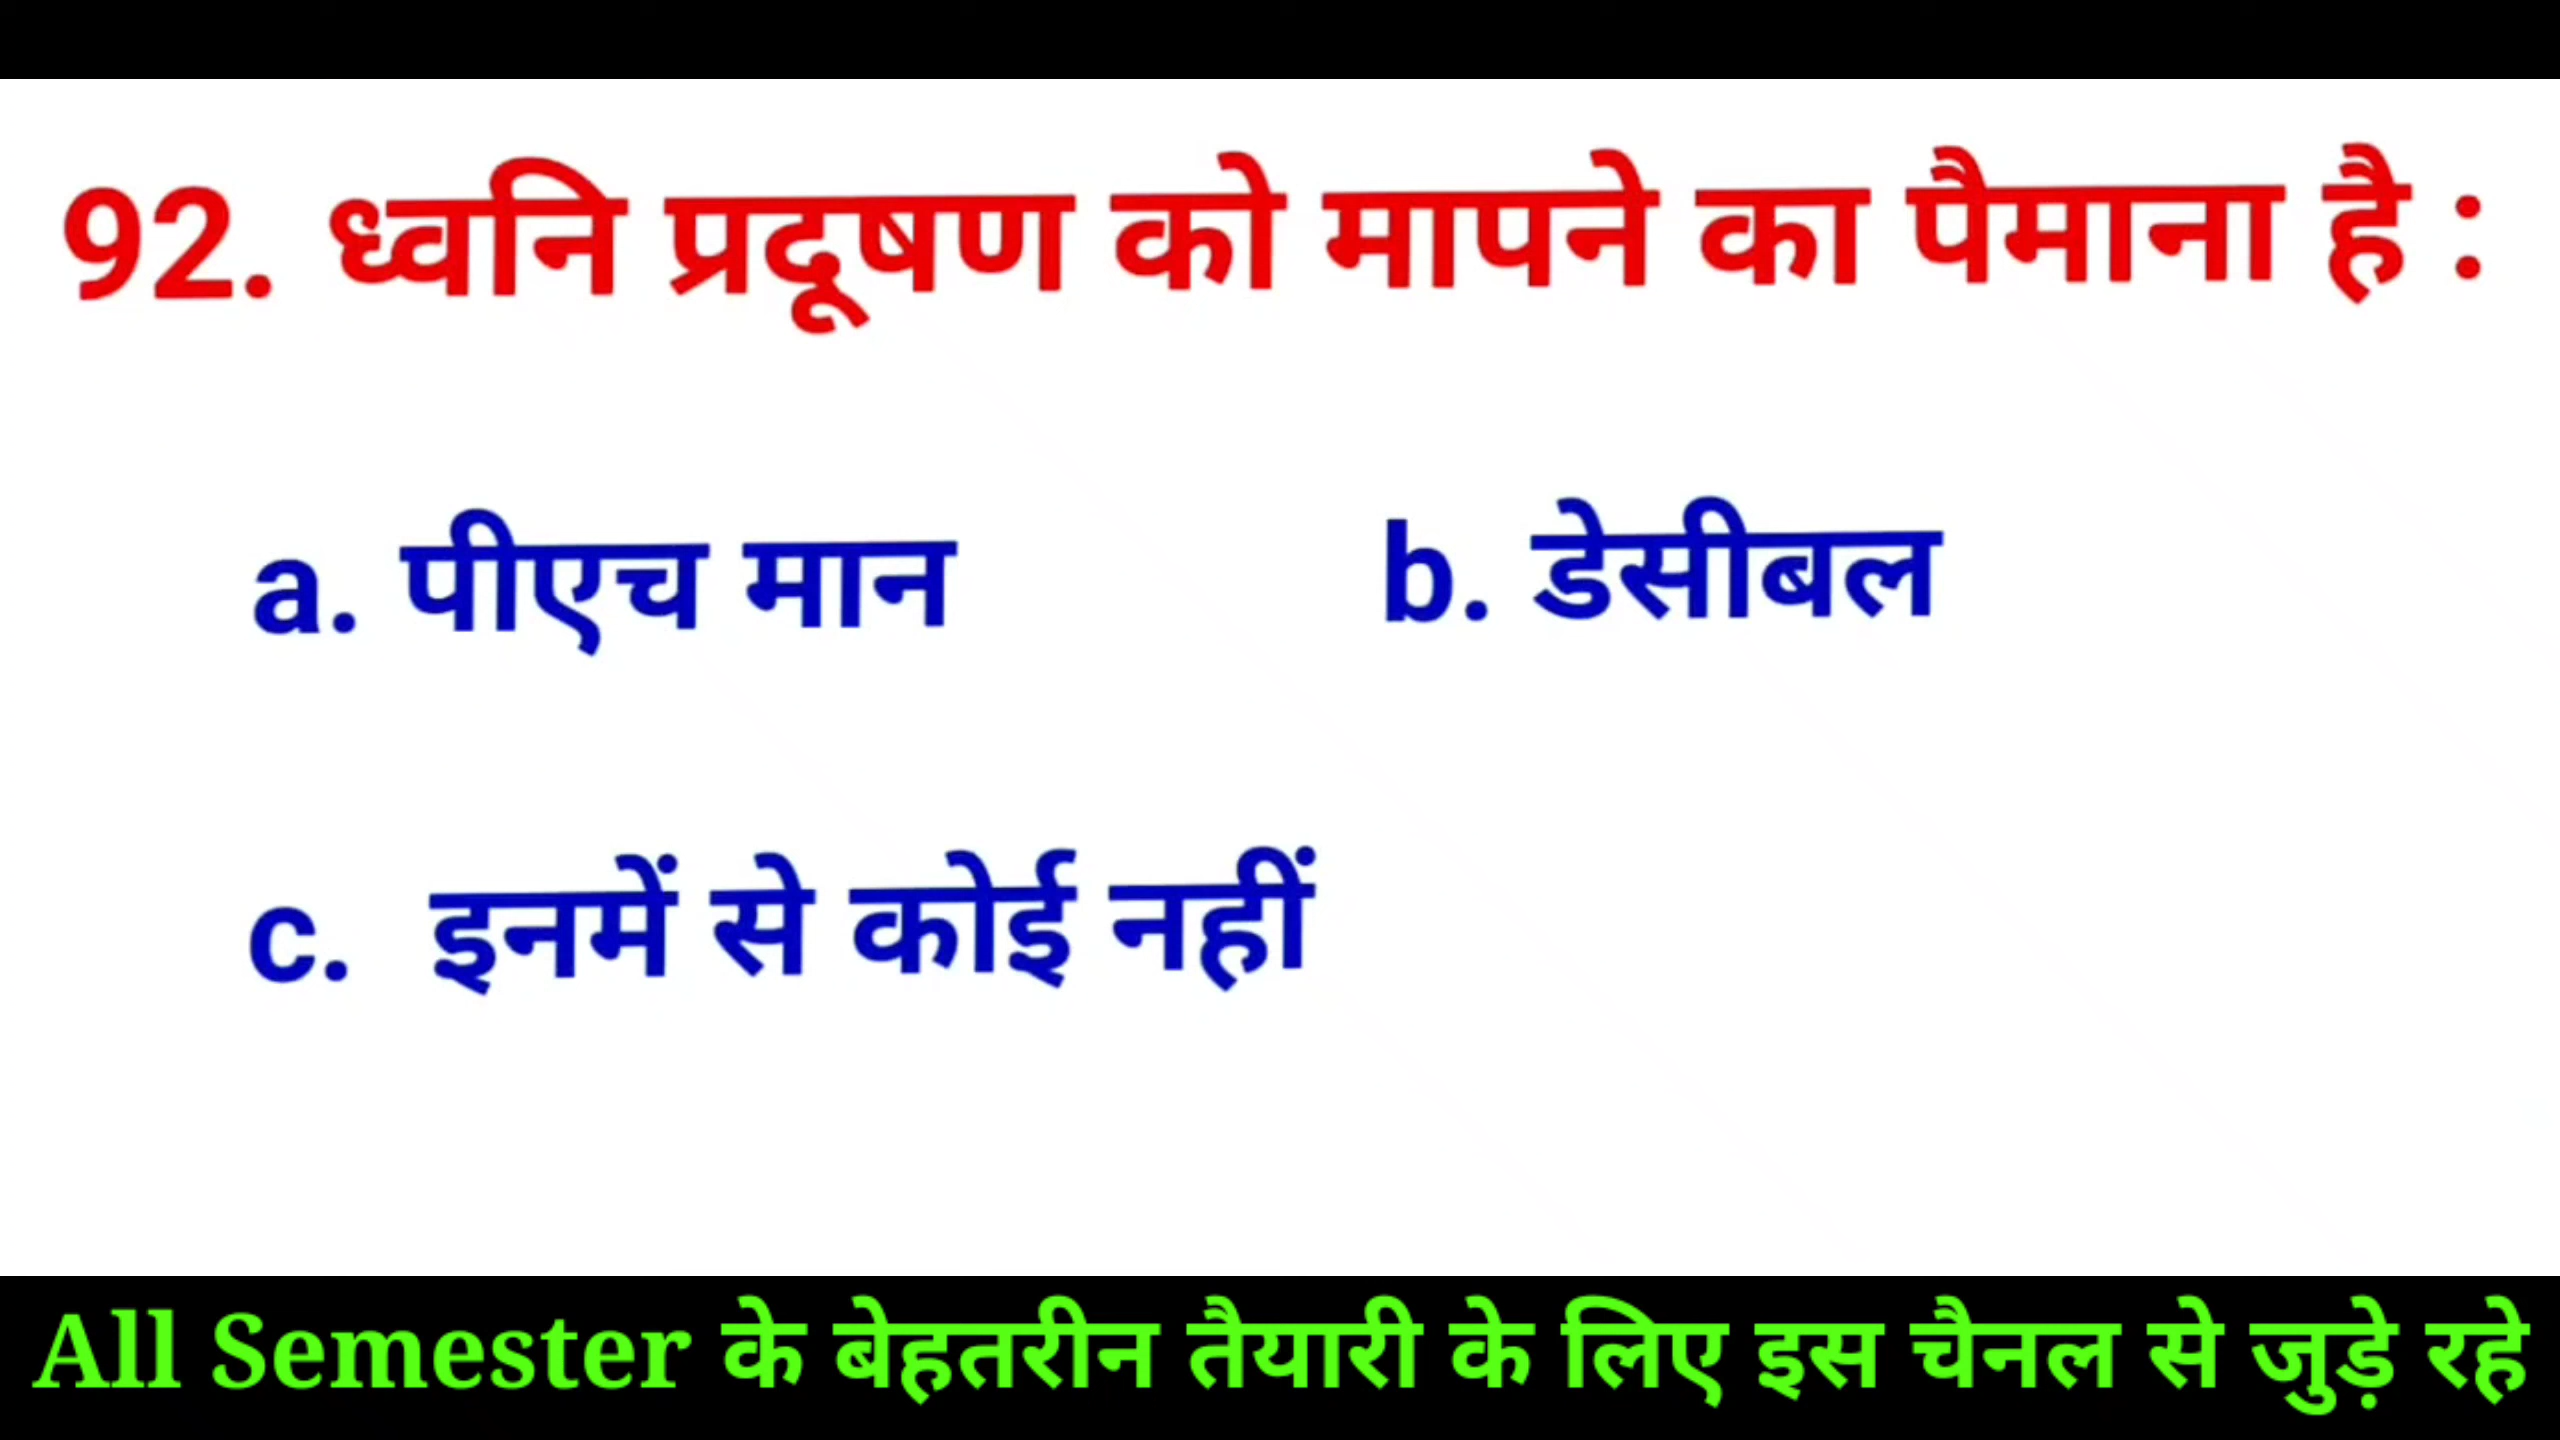 92. ध्वनि प्रदूषण को मापने का पैमाना है :
a. पीएच मान
b. डेसीबल
c. इनमें से कोई नहीं
All Semester के बेहतरीन तैयारी के लिए इस चैनल से जुड़े रहे